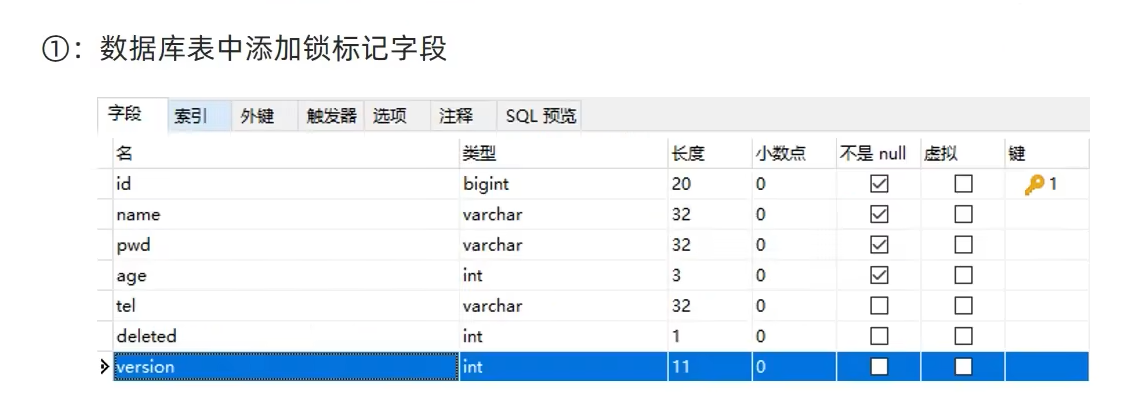 ①：数据库表中添加锁标记字段
字段 索引 外键 触发器 选项 注释 SQL 预览
名 类型 长度 小数点 不是 null 虚拟 键
id bigint 20 0 1
name varchar 32 0
pwd varchar 32 0
age int 3 0
tel varchar 32 0
deleted int 1 0
version int 11 0